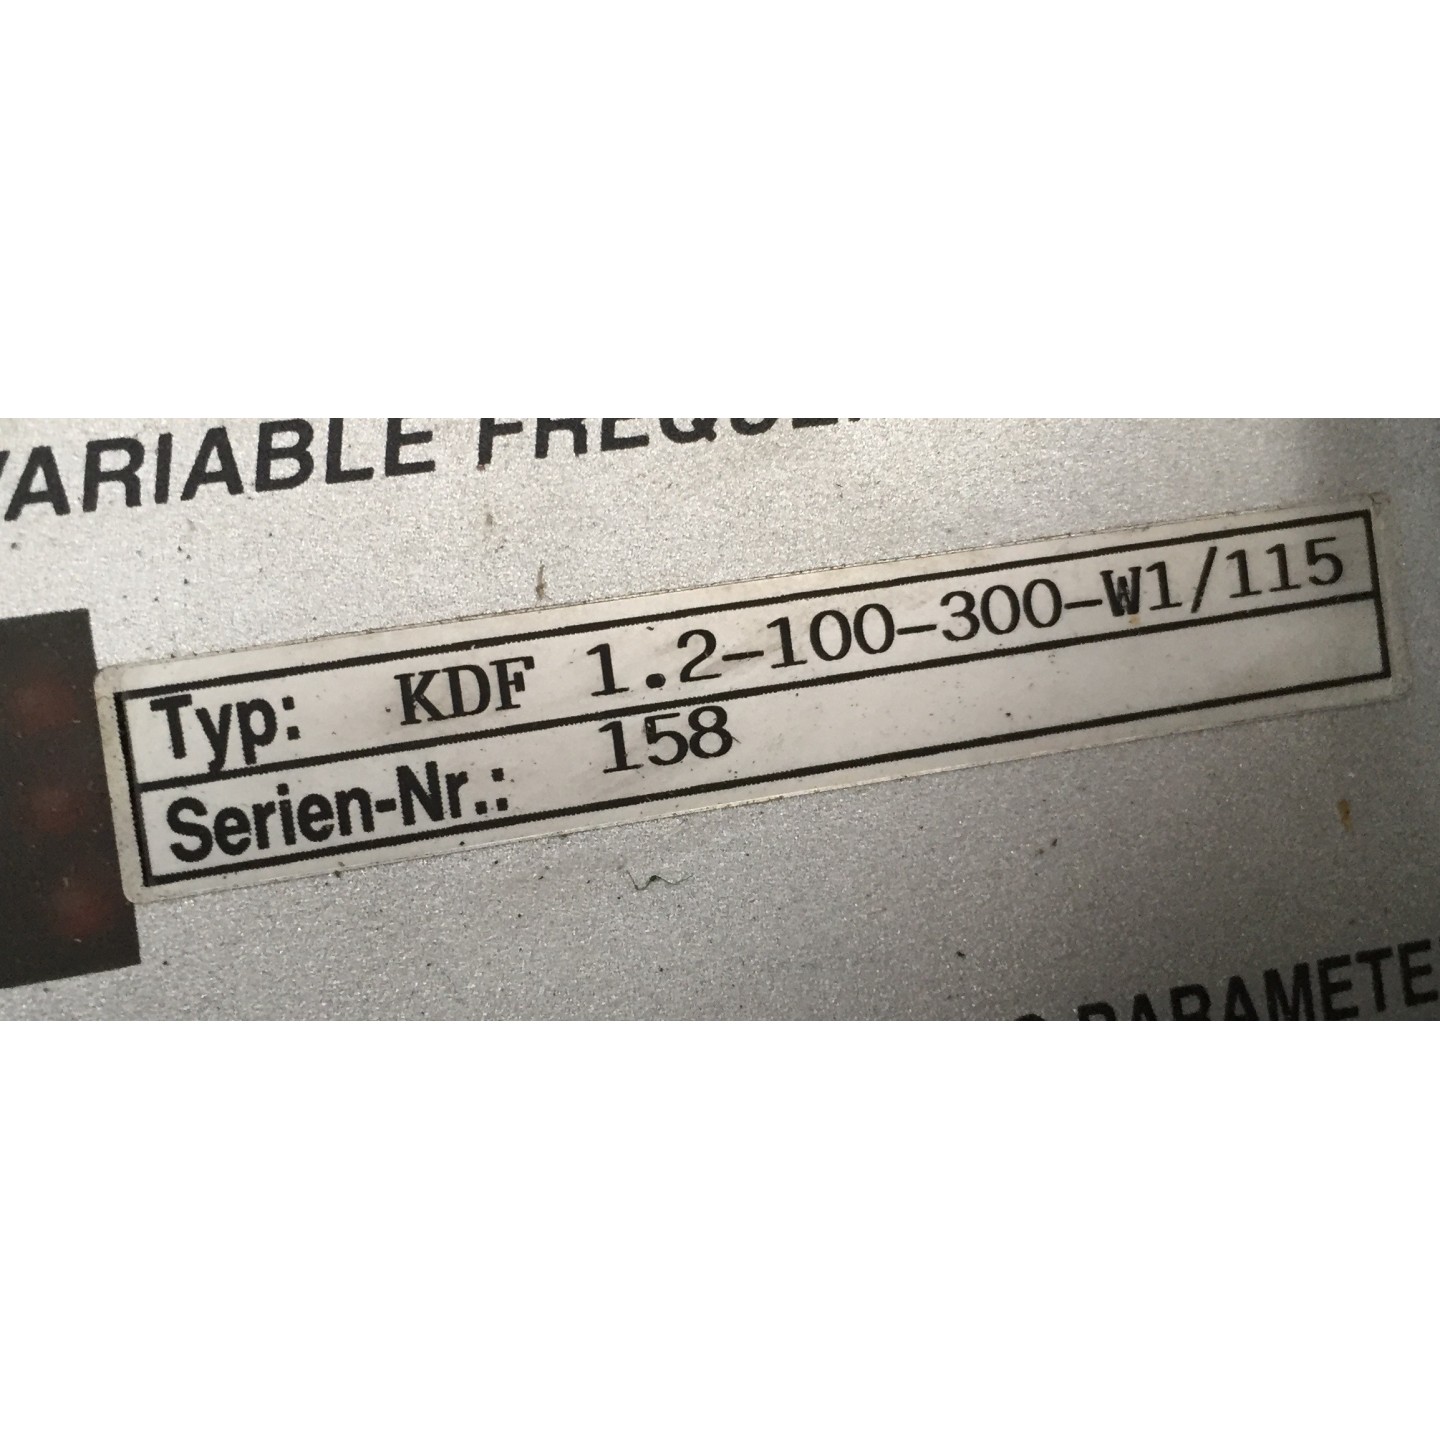 VARIABLE
Typ: KDF 1.2-100-300-W1/115
Serien-Nr.: 158